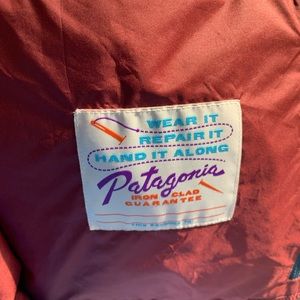 WEAR IT
REPAIR IT
HAND IT ALONG
Patagonia
IRON CLAD
GUARANTEE